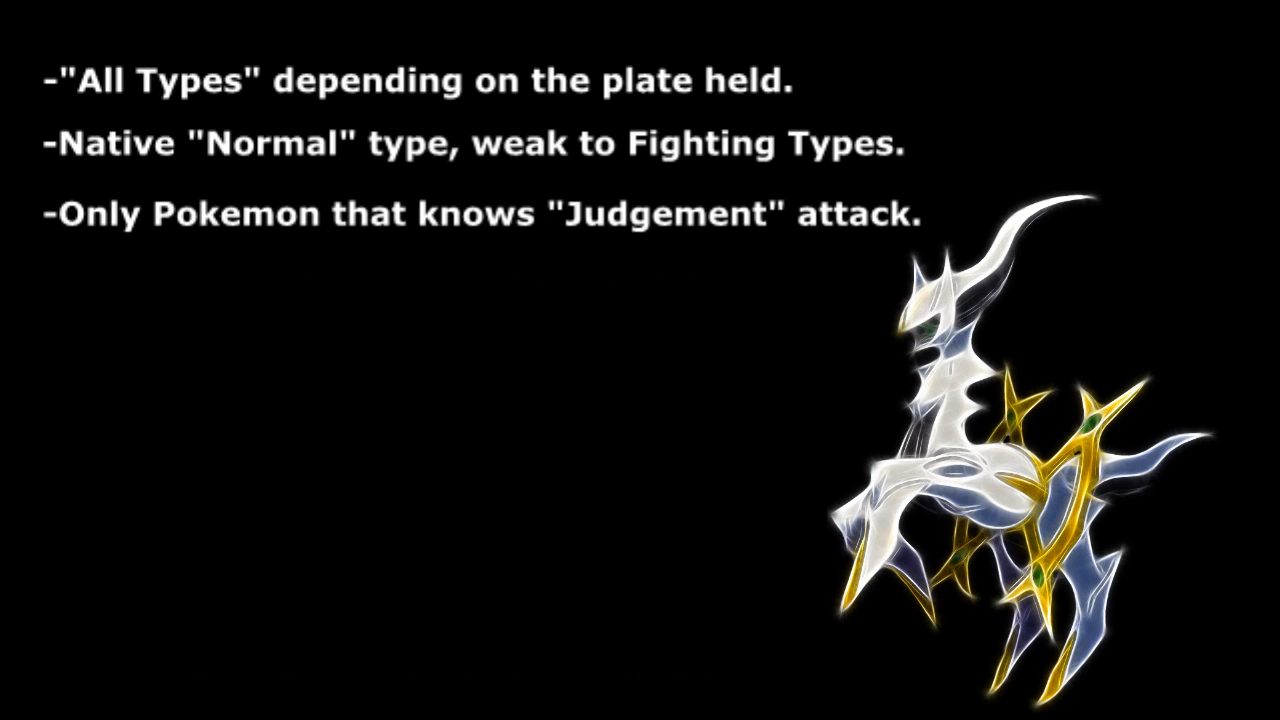 -"All Types" depending on the plate held.
-Native "Normal" type, weak to Fighting Types.
-Only Pokemon that knows "Judgement" attack.